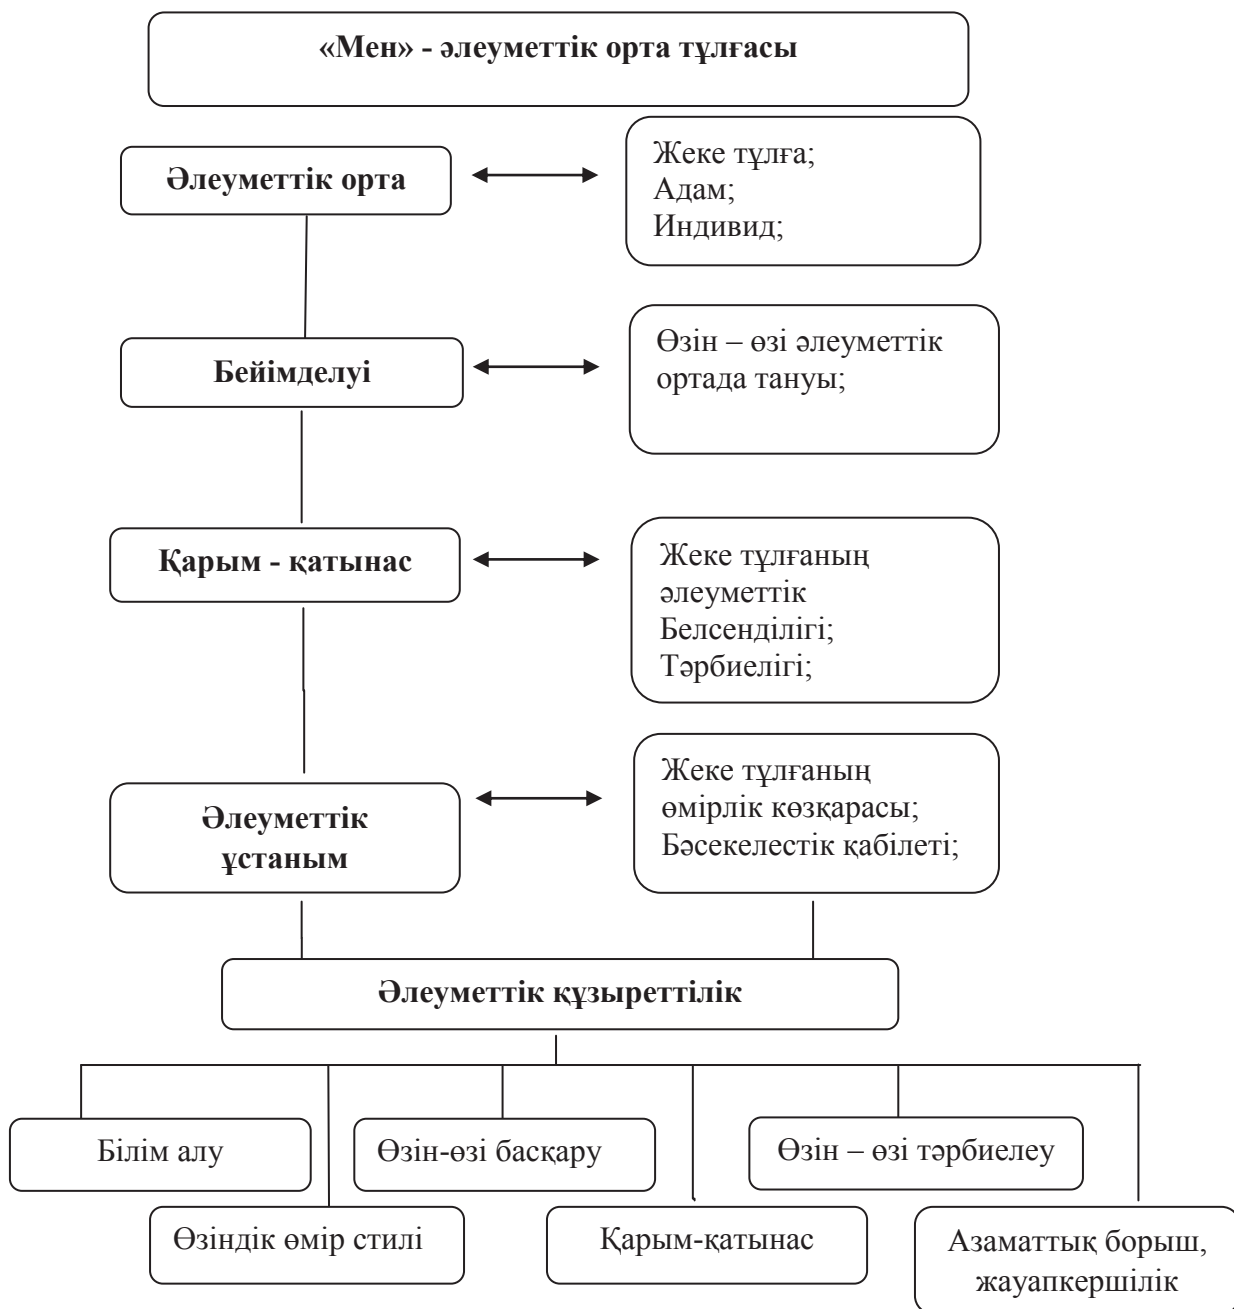 «Мен» - әлеуметтік орта тұлғасы
Әлеуметтік орта
Жеке тұлға;
Адам;
Индивид;
Бейімделуі
Өзін – өзі әлеуметтік
ортада тануы;
Қарым - қатынас
Жеке тұлғаның
әлеуметтік
Белсенділігі;
Тәрбиелігі;
Әлеуметтік
ұстаным
Жеке тұлғаның
өмірлік көзқарасы;
Бәсекелестік қабілеті;
Әлеуметтік құзыреттілік
Білім алу
Өзін-өзі басқару
Өзін – өзі тәрбиелеу
Өзіндік өмір стилі
Қарым-қатынас
Азаматтық борыш,
жауапкершілік